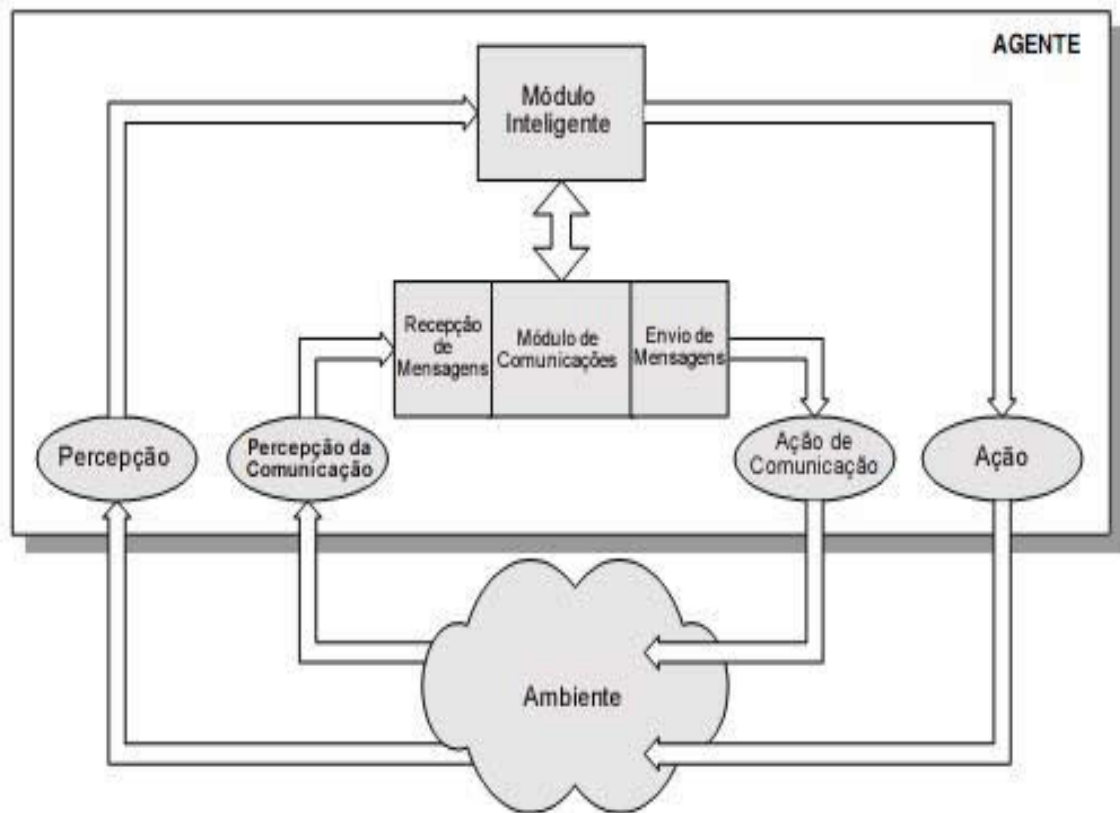 AGENTE
Módulo
Inteligente
Recepção
de
Mensagens
Módulo de
Comunicações
Envio de
Mensagens
Percepção
Percepção da
Comunicação
Ação de
Comunicação
Ação
Ambiente